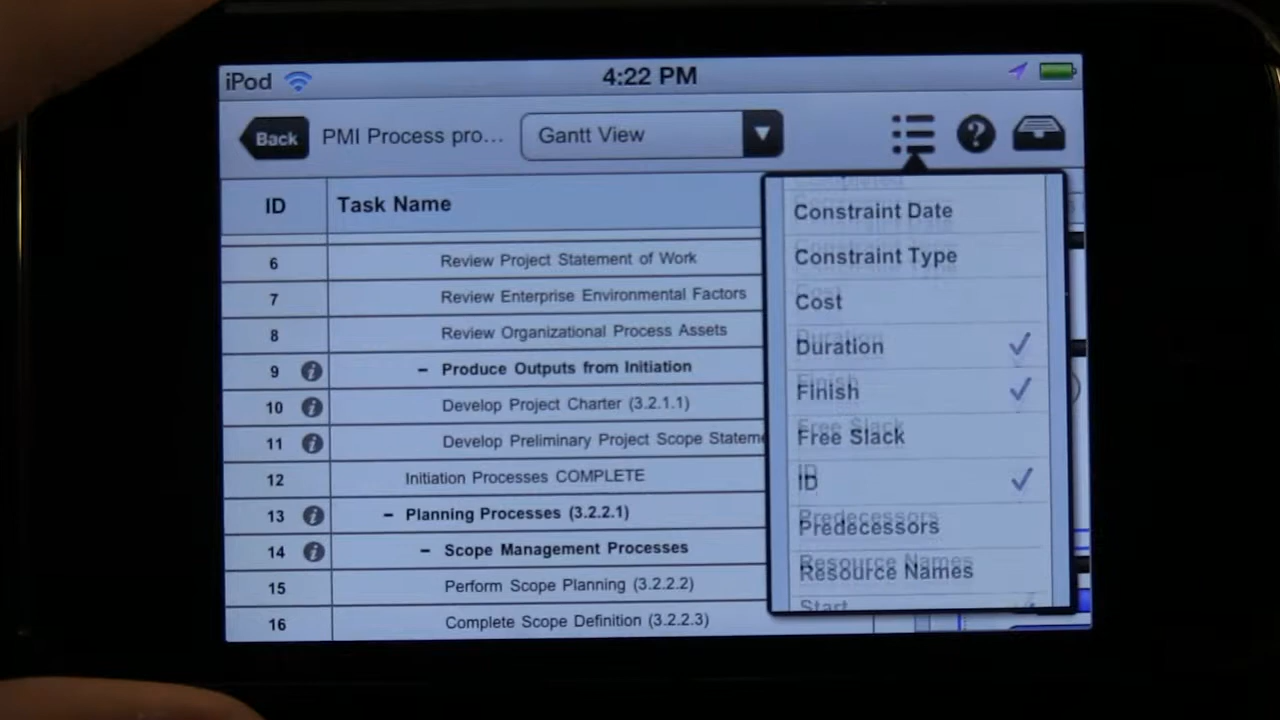 iPod
4:22 PM
Back
PMI Process pro...
Gantt View
?
ID
Task Name
6
Review Project Statement of Work
7
Review Enterprise Environmental Factors
8
Review Organizational Process Assets
9
– Produce Outputs from Initiation
10
Develop Project Charter (3.2.1.1)
11
Develop Preliminary Project Scope Stateme
12
Initiation Processes COMPLETE
13
– Planning Processes (3.2.2.1)
14
– Scope Management Processes
15
Perform Scope Planning (3.2.2.2)
16
Complete Scope Definition (3.2.2.3)
Completed
Constraint Date
Constraint Type
Cost
Duration
Finish
Free Slack
ID
Predecessors
Resource Names
Start